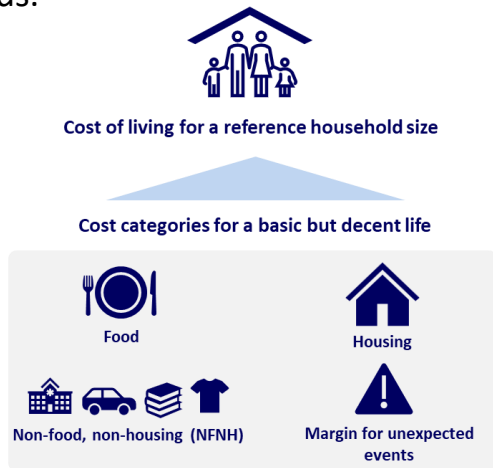 Cost of living for a reference household size
Cost categories for a basic but decent life
Food
Housing
Non-food, non-housing (NFNH)
Margin for unexpected
events